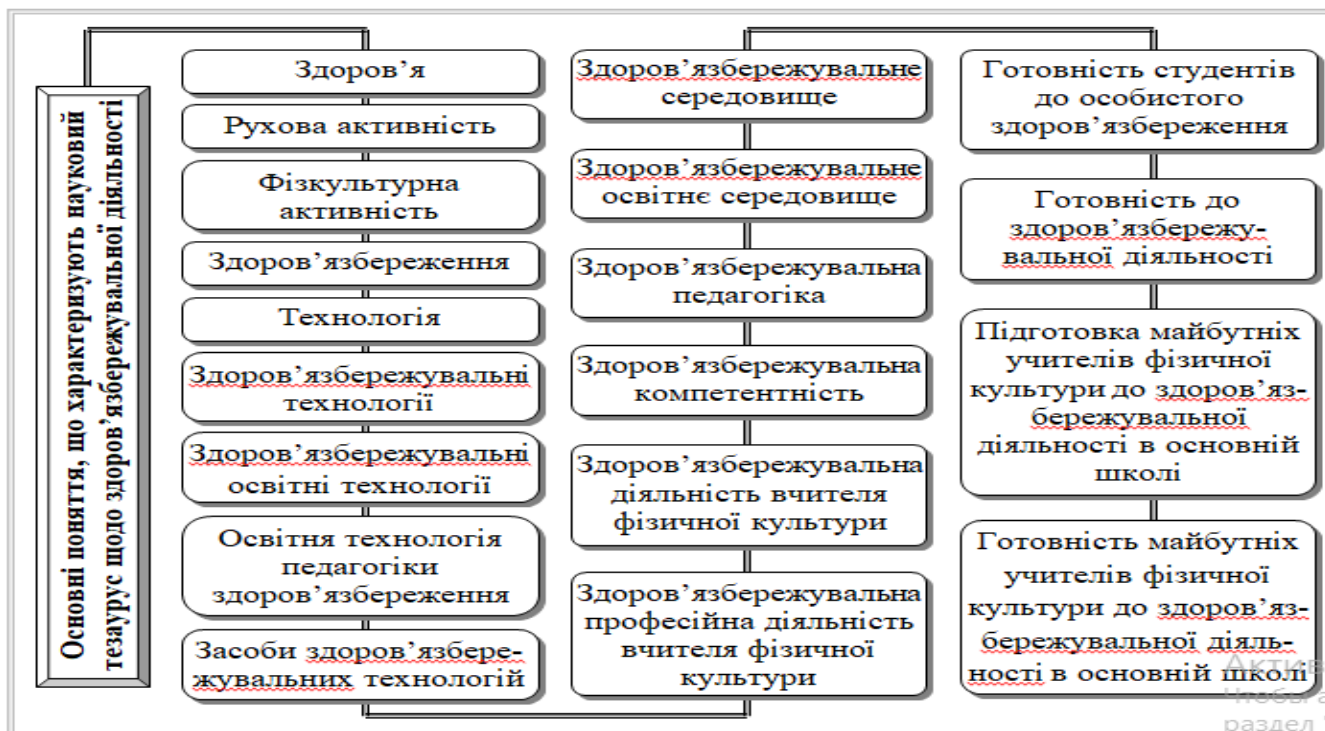 Основні поняття, що характеризують науковий
тезаурус щодо здоров’язбережувальної діяльності
Здоров’я
Рухова активність
Фізкультурна
активність
Здоров’язбереження
Технологія
Здоров’язбережувальні
технології
Здоров’язбережувальні
освітні технології
Освітня технологія
педагогіки
здоров’язбереження
Засоби здоров’язбере-
жувальних технологій
Здоров’язбережувальне
середовище
Здоров’язбережувальне
освітнє середовище
Здоров’язбережувальна
педагогіка
Здоров’язбережувальна
компетентність
Здоров’язбережувальна
діяльність вчителя
фізичної культури
Здоров’язбережувальна
професійна діяльність
вчителя фізичної
культури
Готовність студентів
до особистого
здоров’язбереження
Готовність до
здоров’язбережу-
вальної діяльності
Підготовка майбутніх
учителів фізичної
культури до здоров’яз-
бережувальної
діяльності в основній
школі
Готовність майбутніх
учителів фізичної
культури до здоров’яз-
бережувальної діяль-
ності в основній школі
Чтобы
раздел